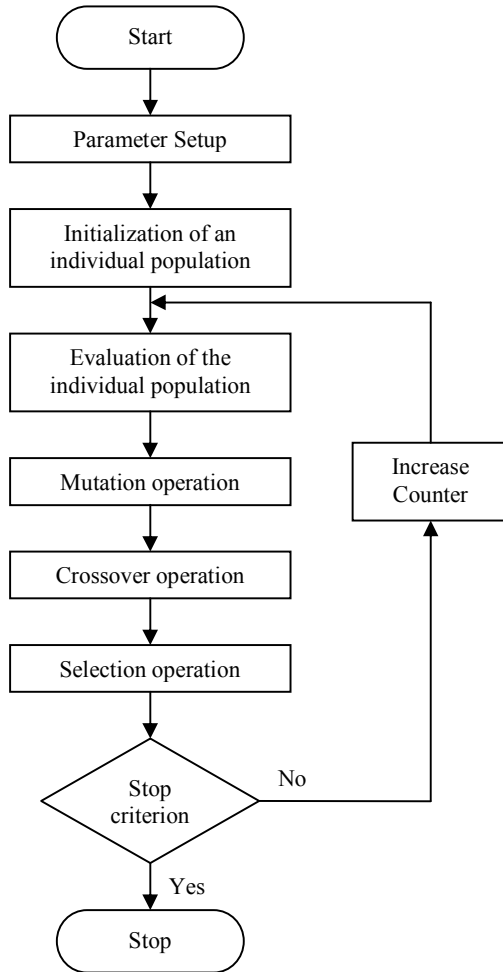 Start
Parameter Setup
Initialization of an
individual population
Evaluation of the
individual population
Mutation operation
Increase
Counter
Crossover operation
Selection operation
Stop
criterion
No
Yes
Stop